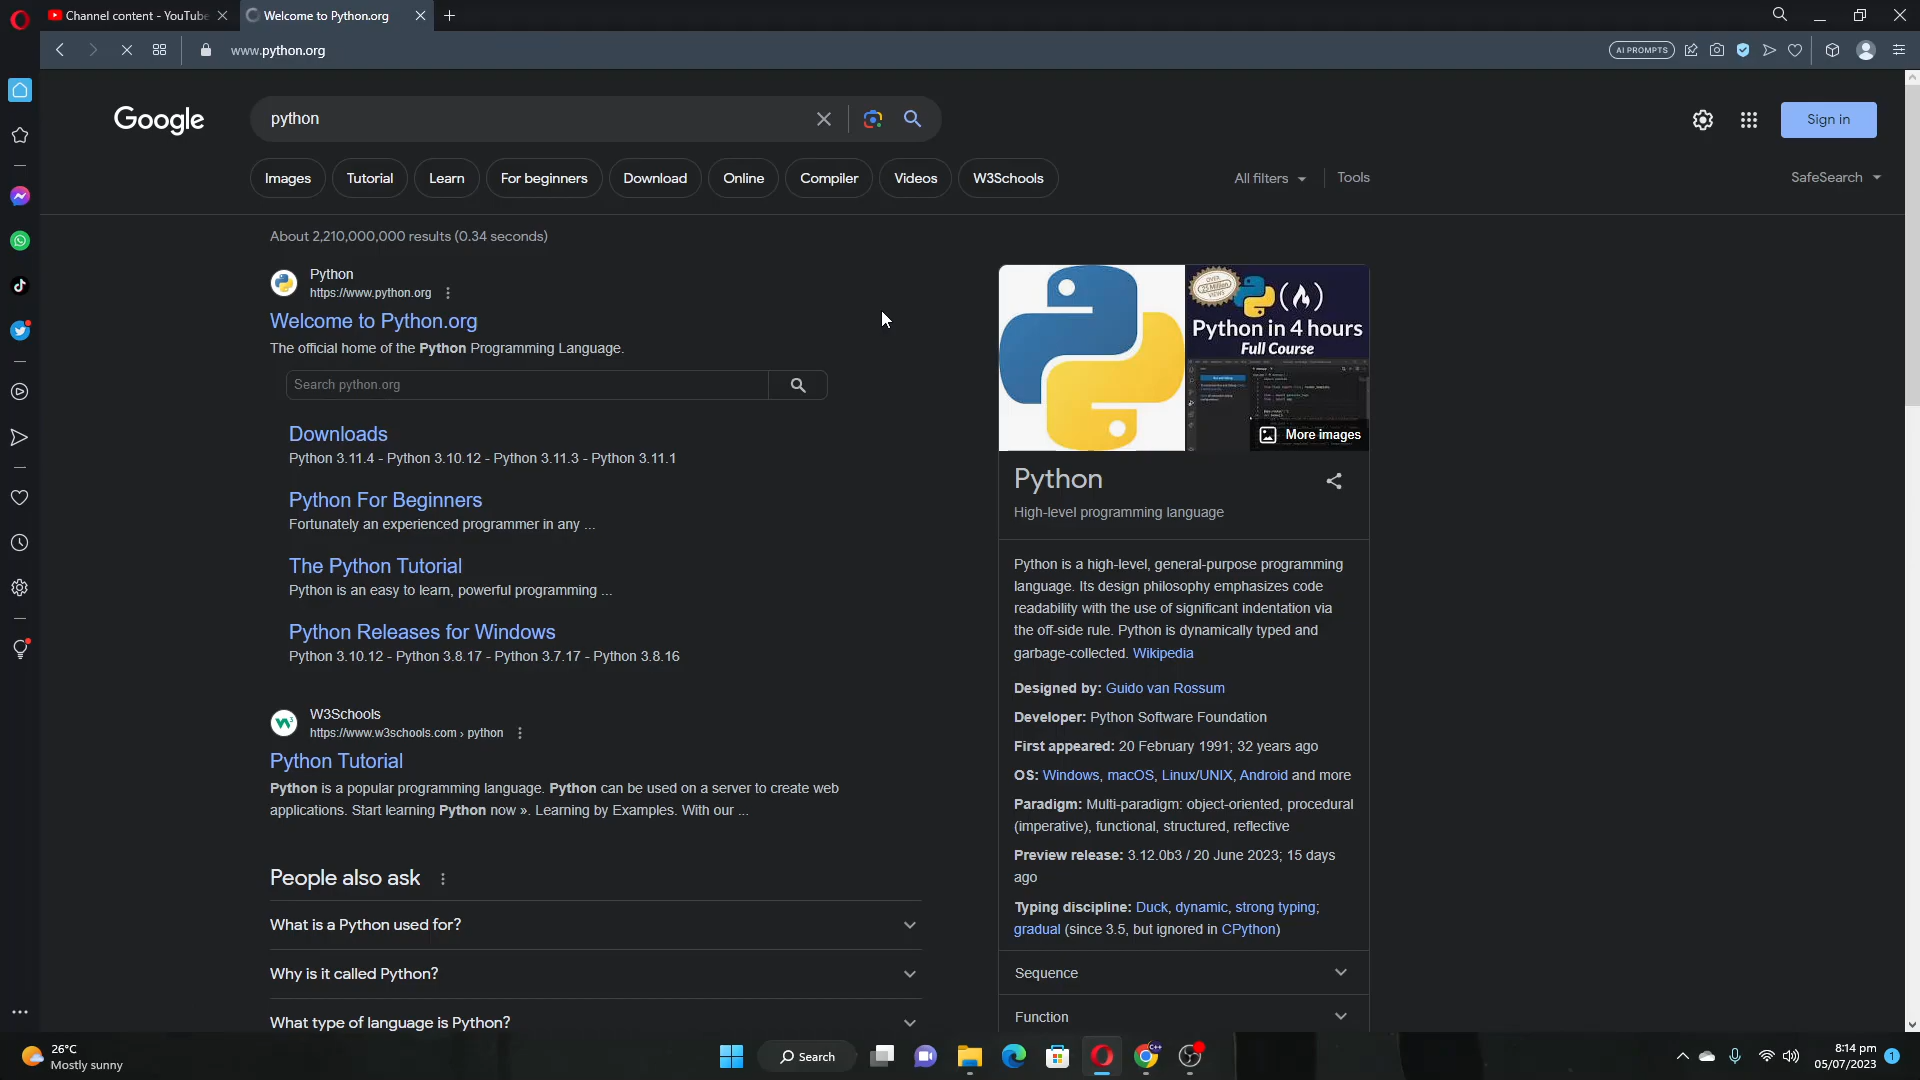 Channel content - YouTube
Welcome to Python.org
www.python.org
AI PROMPTS
Google
python
Sign in
Images
Tutorial
Learn
For beginners
Download
Online
Compiler
Videos
W3Schools
All filters
Tools
SafeSearch
About 2,210,000,000 results (0.34 seconds)
Python
https://www.python.org
Welcome to Python.org
The official home of the Python Programming Language.
Search python.org
Downloads
Python 3.11.4 - Python 3.10.12 - Python 3.11.3 - Python 3.11.1
Python For Beginners
Fortunately an experienced programmer in any ...
The Python Tutorial
Python is an easy to learn, powerful programming ...
Python Releases for Windows
Python 3.10.12 - Python 3.8.17 - Python 3.7.17 - Python 3.8.16
W3Schools
https://www.w3schools.com › python
Python Tutorial
Python is a popular programming language. Python can be used on a server to create web
applications. Start learning Python now ». Learning by Examples. With our ...
People also ask
What is a Python used for?
Why is it called Python?
What type of language is Python?
Python in 4 hours
Full Course
More images
Python
High-level programming language
Python is a high-level, general-purpose programming
language. Its design philosophy emphasizes code
readability with the use of significant indentation via
the off-side rule. Python is dynamically typed and
garbage-collected. Wikipedia
Designed by: Guido van Rossum
Developer: Python Software Foundation
First appeared: 20 February 1991; 32 years ago
OS: Windows, macOS, Linux/UNIX, Android and more
Paradigm: Multi-paradigm: object-oriented, procedural
(imperative), functional, structured, reflective
Preview release: 3.12.0b3 / 20 June 2023; 15 days
ago
Typing discipline: Duck, dynamic, strong typing;
gradual (since 3.5, but ignored in CPython)
Sequence
Function
26°C
Mostly sunny
Search
C++
8:14 pm
05/07/2023
1